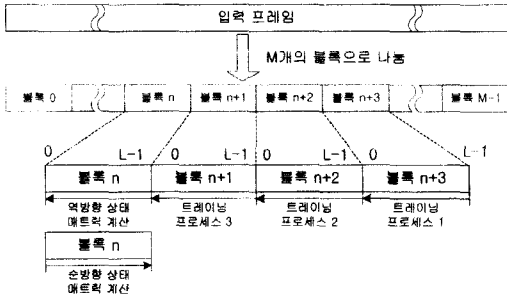 입력 프레임
M개의 블록으로 나눔
블록 0 블록 n 블록 n+1 블록 n+2 블록 n+3 블록 M-1
0 L-1 0 L-1 0 L-1 0 L-1
블록 n 블록 n+1 블록 n+2 블록 n+3
역방향 상태 트레이닝 트레이닝 트레이닝
매트릭 계산 프로세스 3 프로세스 2 프로세스 1
블록 n
순방향 상태
매트릭 계산